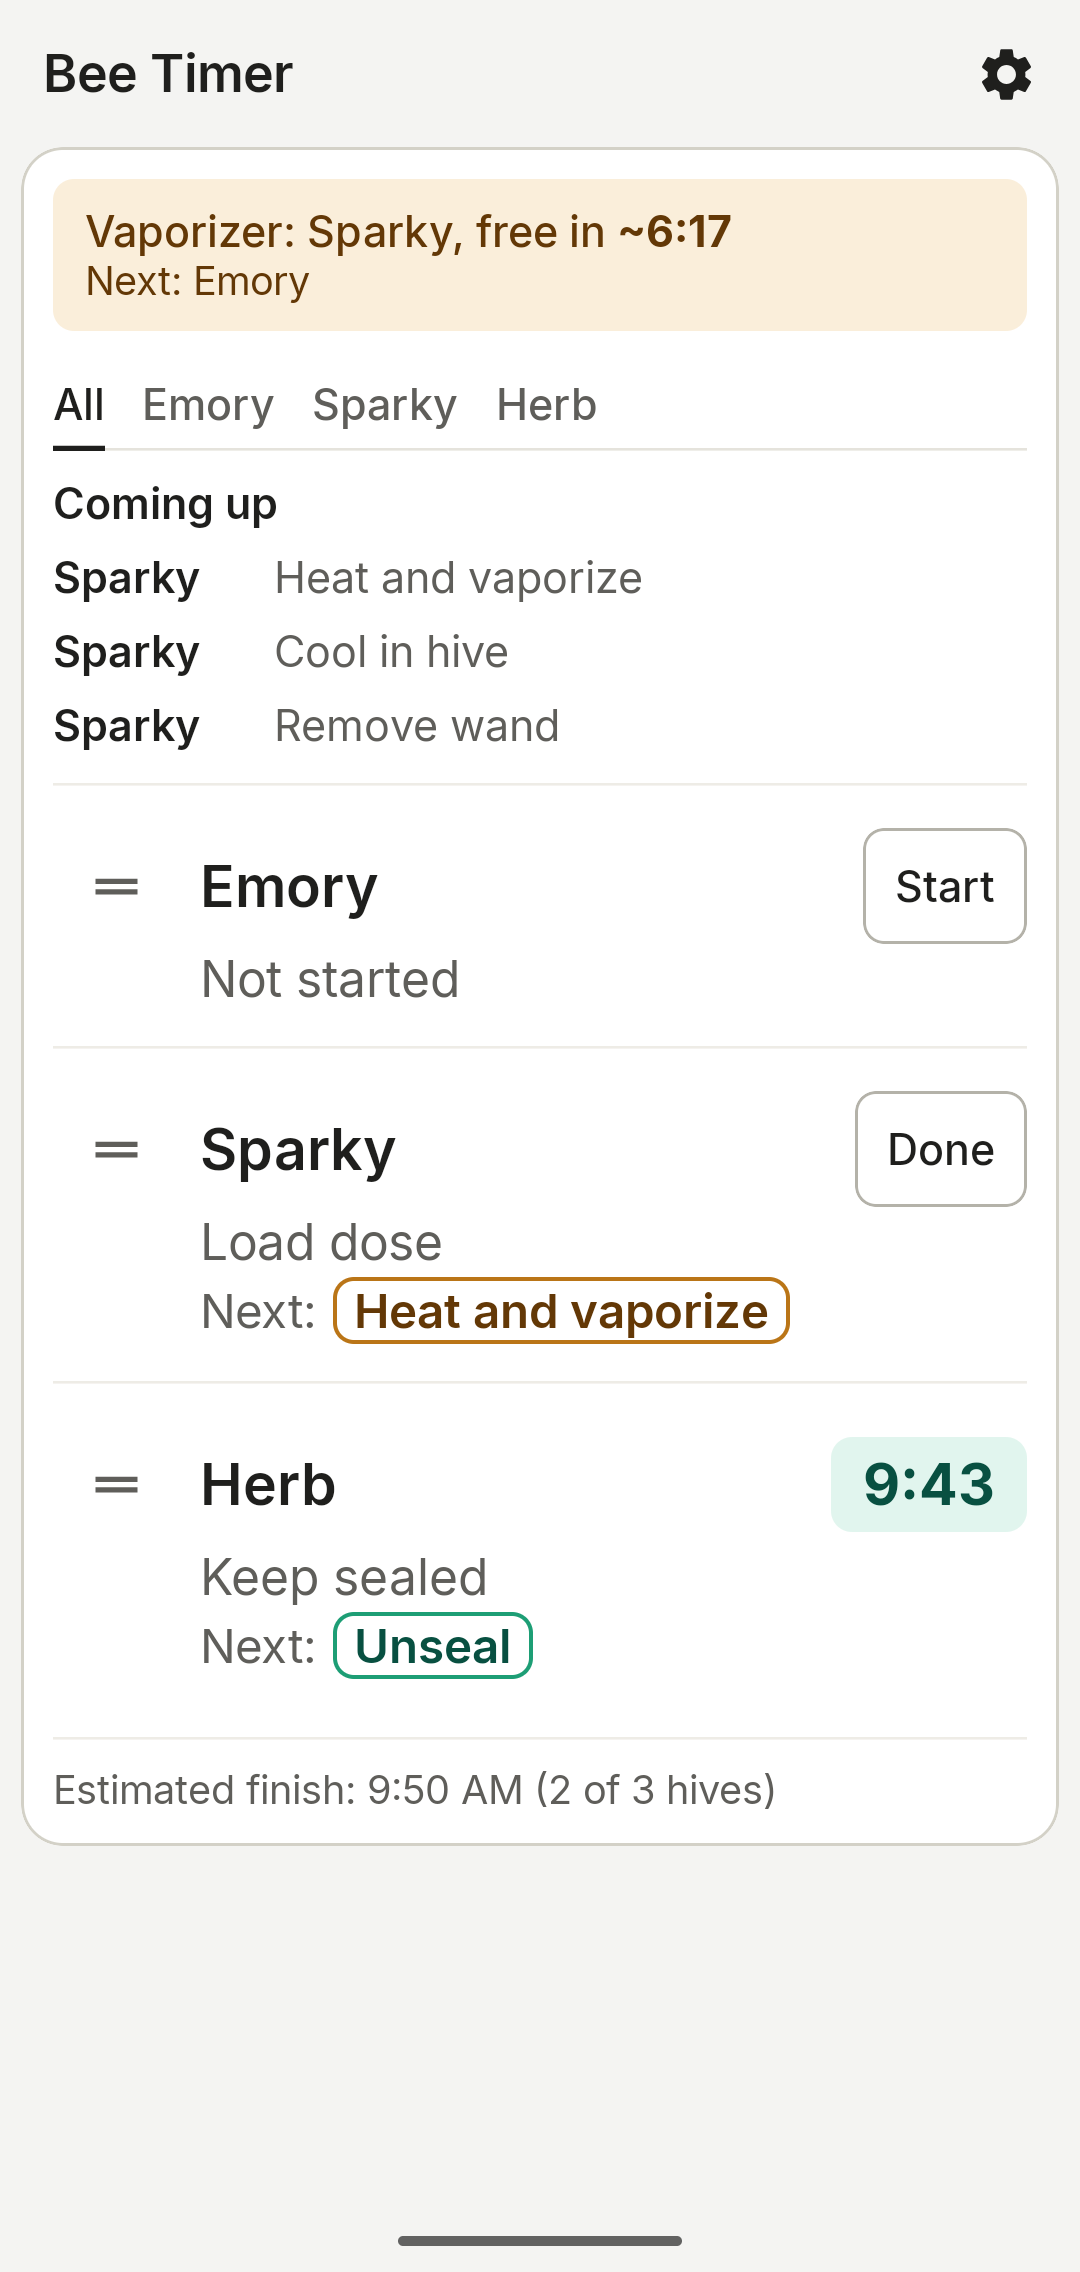 Bee Timer
Vaporizer: Sparky, free in ~6:17
Next: Emory
All Emory Sparky Herb
Coming up
Sparky Heat and vaporize
Sparky Cool in hive
Sparky Remove wand
Emory Start
Not started
Sparky Done
Load dose
Next: Heat and vaporize
Herb 9:43
Keep sealed
Next: Unseal
Estimated finish: 9:50 AM (2 of 3 hives)